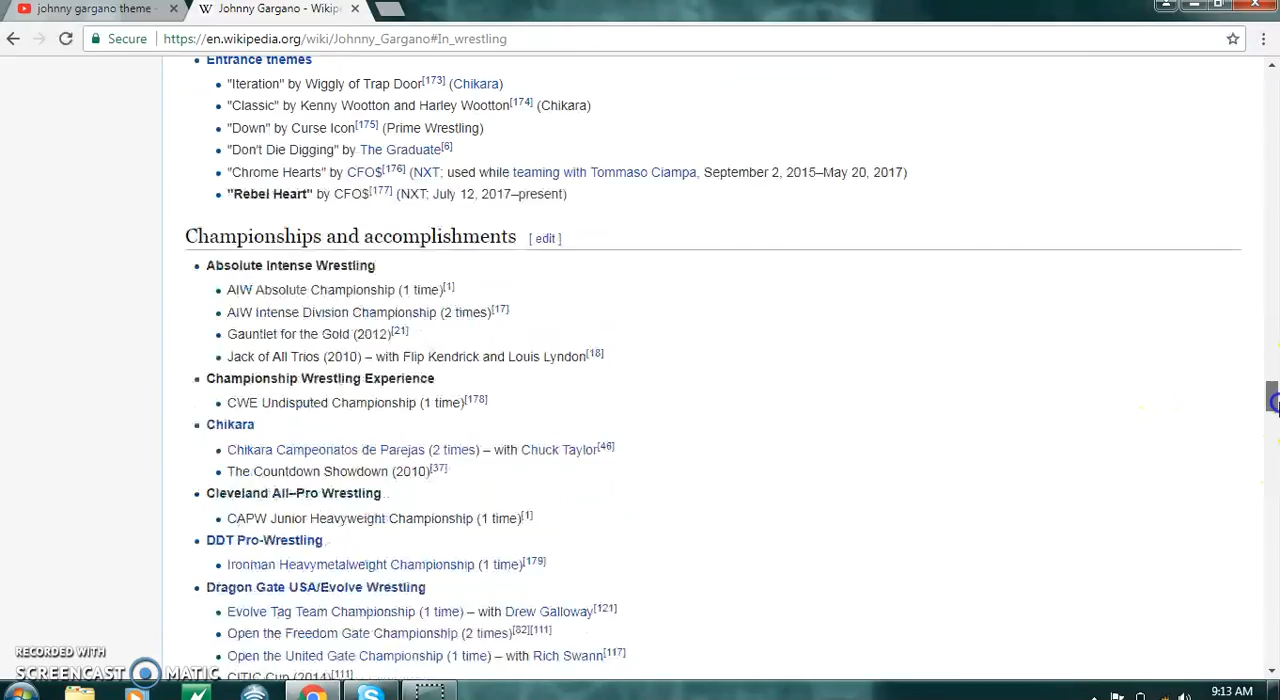 johnny gargano theme -
Johnny Gargano - Wikip
Secure https://en.wikipedia.org/wiki/Johnny_Gargano#In_wrestling
Entrance themes
"Iteration" by Wiggly of Trap Door[173] (Chikara)
"Classic" by Kenny Wootton and Harley Wootton[174] (Chikara)
"Down" by Curse Icon[175] (Prime Wrestling)
"Don't Die Digging" by The Graduate[6]
"Chrome Hearts" by CFO$[176] (NXT; used while teaming with Tommaso Ciampa, September 2, 2015–May 20, 2017)
"Rebel Heart" by CFO$[177] (NXT; July 12, 2017–present)
Championships and accomplishments [ edit ]
Absolute Intense Wrestling
AIW Absolute Championship (1 time)[1]
AIW Intense Division Championship (2 times)[17]
Gauntlet for the Gold (2012)[21]
Jack of All Trios (2010) – with Flip Kendrick and Louis Lyndon[18]
Championship Wrestling Experience
CWE Undisputed Championship (1 time)[178]
Chikara
Chikara Campeonatos de Parejas (2 times) – with Chuck Taylor[46]
The Countdown Showdown (2010)[37]
Cleveland All–Pro Wrestling
CAPW Junior Heavyweight Championship (1 time)[1]
DDT Pro-Wrestling
Ironman Heavymetalweight Championship (1 time)[179]
Dragon Gate USA/Evolve Wrestling
Evolve Tag Team Championship (1 time) – with Drew Galloway[121]
Open the Freedom Gate Championship (2 times)[82][111]
Open the United Gate Championship (1 time) – with Rich Swann[117]
CITIC Cup (2014)[111]
RECORDED WITH
SCREENCAST MATIC
9:13 AM